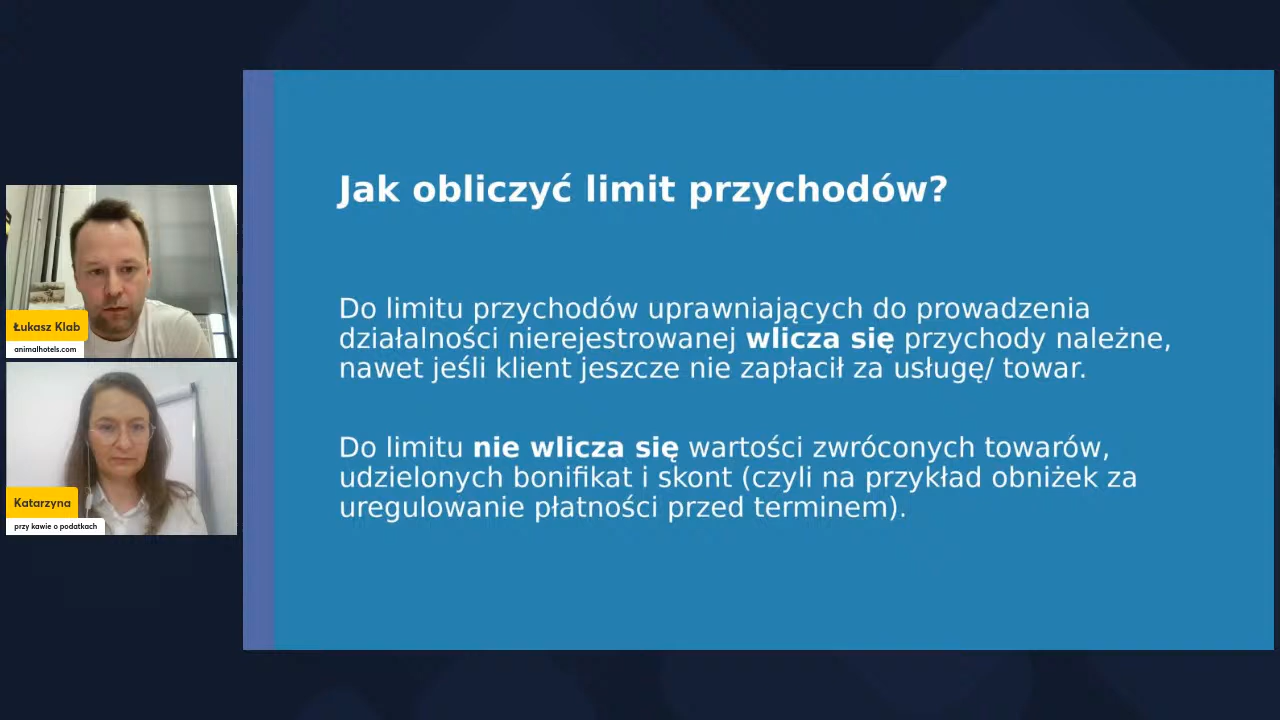 Jak obliczyć limit przychodów?
Do limitu przychodów uprawniających do prowadzenia
działalności nierejestrowanej wlicza się przychody należne,
nawet jeśli klient jeszcze nie zapłacił za usługę/ towar.
Do limitu nie wlicza się wartości zwróconych towarów,
udzielonych bonifikat i skont (czyli na przykład obniżek za
uregulowanie płatności przed terminem).
Łukasz Klab
animalhotels.com
Katarzyna
przy kawie o podatkach